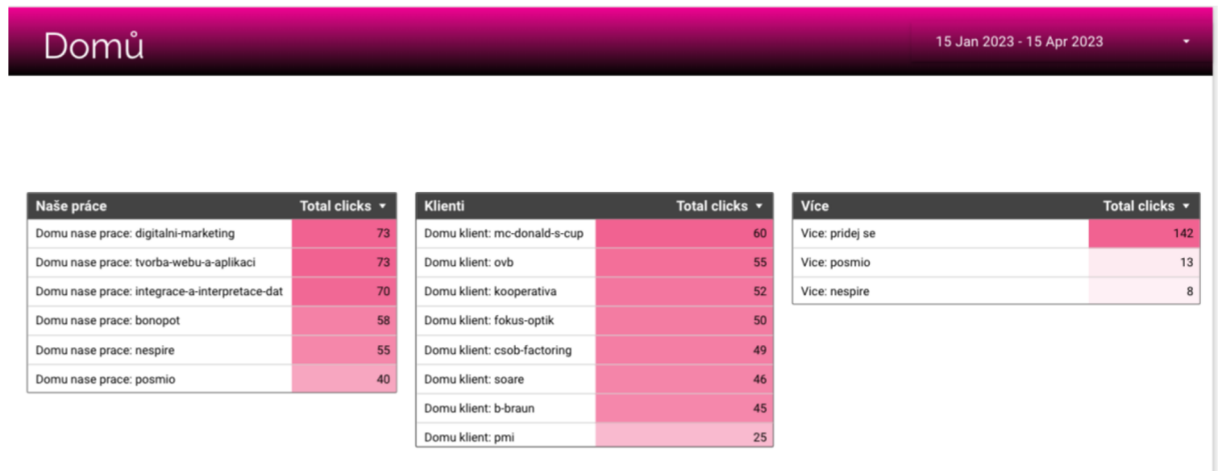 Domů
15 Jan 2023 - 15 Apr 2023
Naše práce Total clicks
Domu nase prace: digitalni-marketing 73
Domu nase prace: tvorba-webu-a-aplikaci 73
Domu nase prace: integrace-a-interpretace-dat 70
Domu nase prace: bonopot 58
Domu nase prace: nespire 55
Domu nase prace: posmio 40
Klienti Total clicks
Domu klient: mc-donald-s-cup 60
Domu klient: ovb 55
Domu klient: kooperativa 52
Domu klient: fokus-optik 50
Domu klient: csob-factoring 49
Domu klient: soare 46
Domu klient: b-braun 45
Domu klient: pmi 25
Více Total clicks
Vice: pridej se 142
Vice: posmio 13
Vice: nespire 8